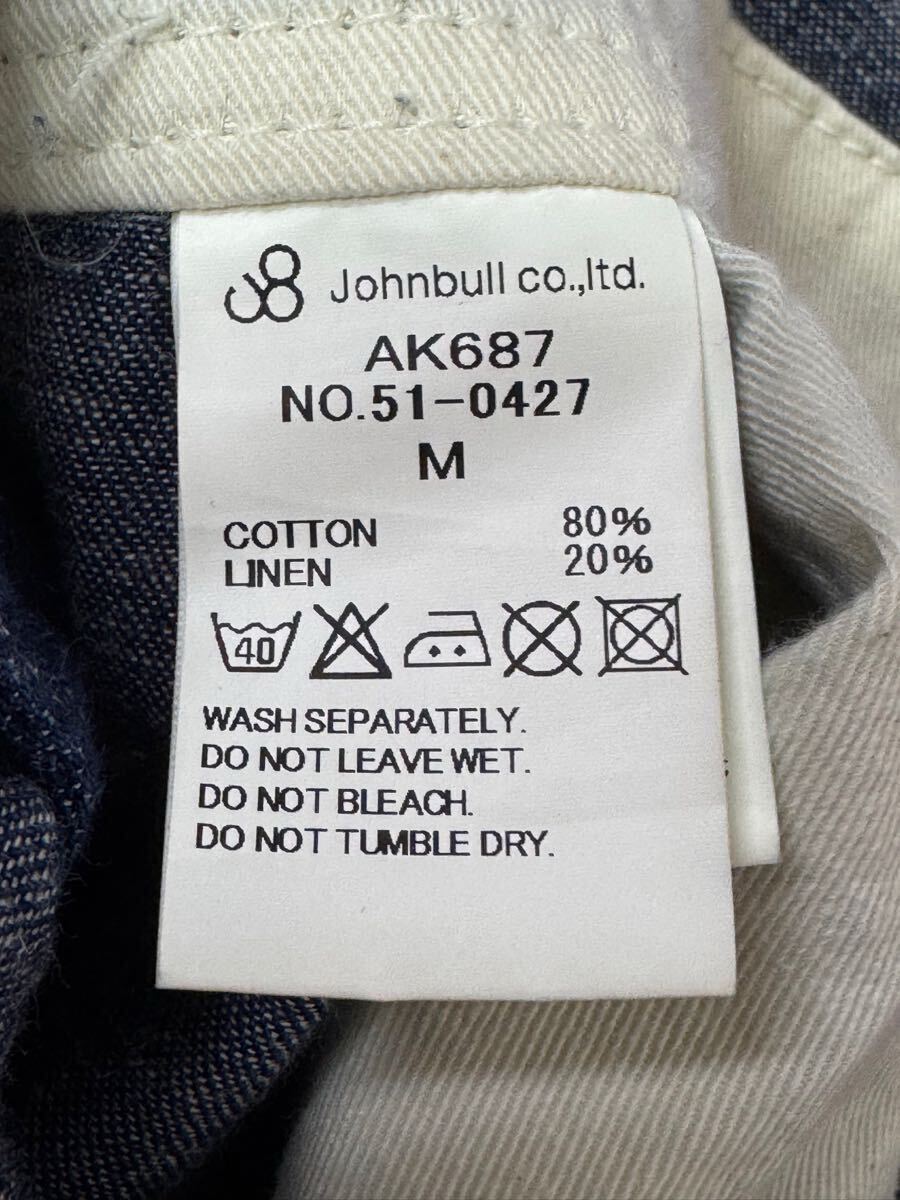 Johnbull co.,ltd.
AK687
NO.51-0427
M
COTTON 80%
LINEN 20%
40
WASH SEPARATELY.
DO NOT LEAVE WET.
DO NOT BLEACH.
DO NOT TUMBLE DRY.